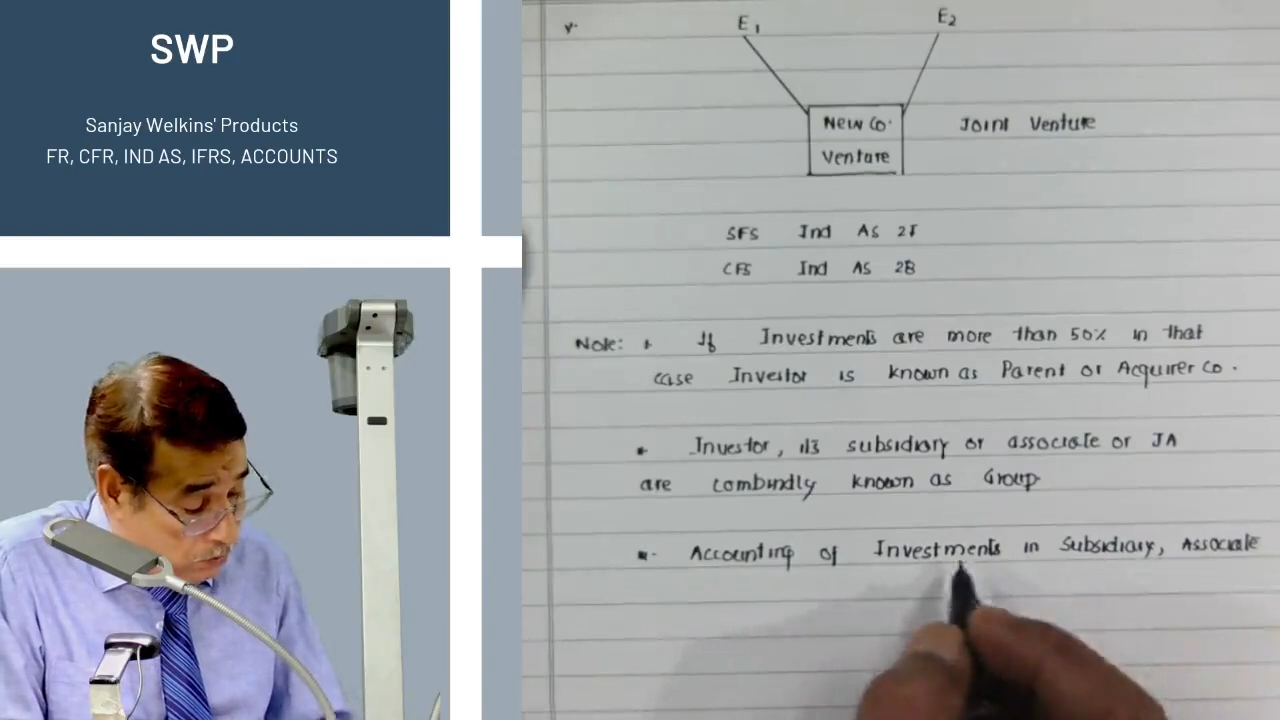 SWP
Sanjay Welkins' Products
FR, CFR, IND AS, IFRS, ACCOUNTS
E1 E2
New Co.
Venture
Joint Venture
SFS Ind AS 27
CFS Ind AS 28
Note: * If Investments are more than 50% in that
case Investor is known as Parent or Acquirer Co.
* Investor, its subsidiary or associate or JA
are combindly known as Group
* Accounting of Investments in Subsidiary, Associate